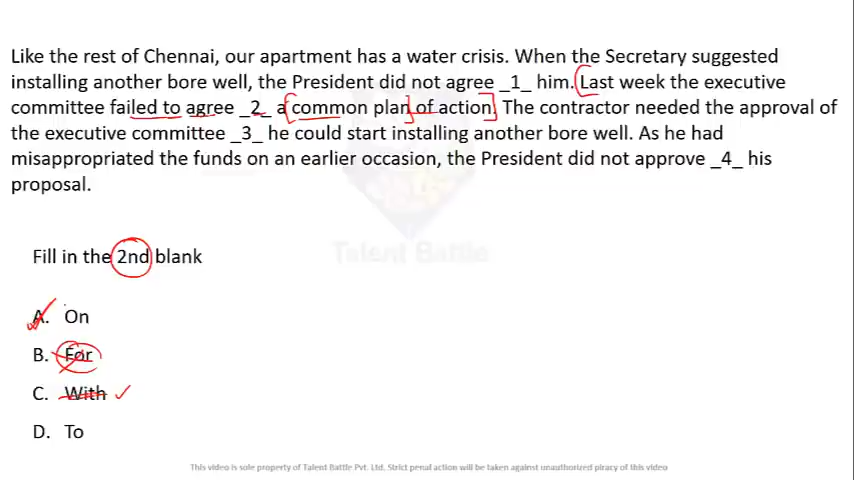 Like the rest of Chennai, our apartment has a water crisis. When the Secretary suggested
installing another bore well, the President did not agree _1_ him. Last week the executive
committee failed to agree _2_ a common plan of action. The contractor needed the approval of
the executive committee _3_ he could start installing another bore well. As he had
misappropriated the funds on an earlier occasion, the President did not approve _4_ his
proposal.
Talent Battle
Fill in the 2nd blank
A. On
B. For
C. With
D. To
This video is sole property of Talent Battle Pvt. Ltd. Strict penal action will be taken against unauthorized piracy of this video